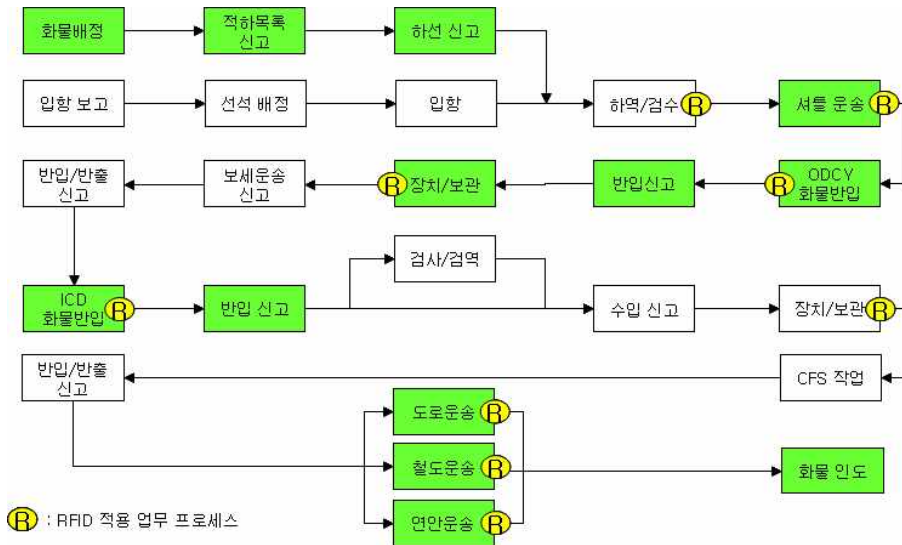 화물배정
적하목록
신고
하선 신고
입항 보고
선석 배정
입항
하역/검수
R
셔틀 운송
R
반입/반출
신고
보세운송
신고
R
장치/보관
반입신고
R
ODCY
화물반입
검사/검역
ICD
화물반입
R
반입 신고
수입 신고
장치/보관
R
반입/반출
신고
CFS 작업
도로운송
R
철도운송
R
화물 인도
연안운송
R
R : RFID 적용 업무 프로세스